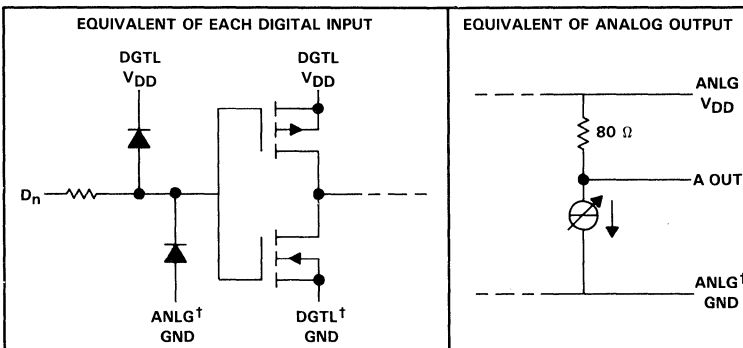 EQUIVALENT OF EACH DIGITAL INPUT
DGTL
VDD
DGTL
VDD
Dn
ANLG†
GND
DGTL†
GND
EQUIVALENT OF ANALOG OUTPUT
ANLG
VDD
80 Ω
A OUT
ANLG†
GND